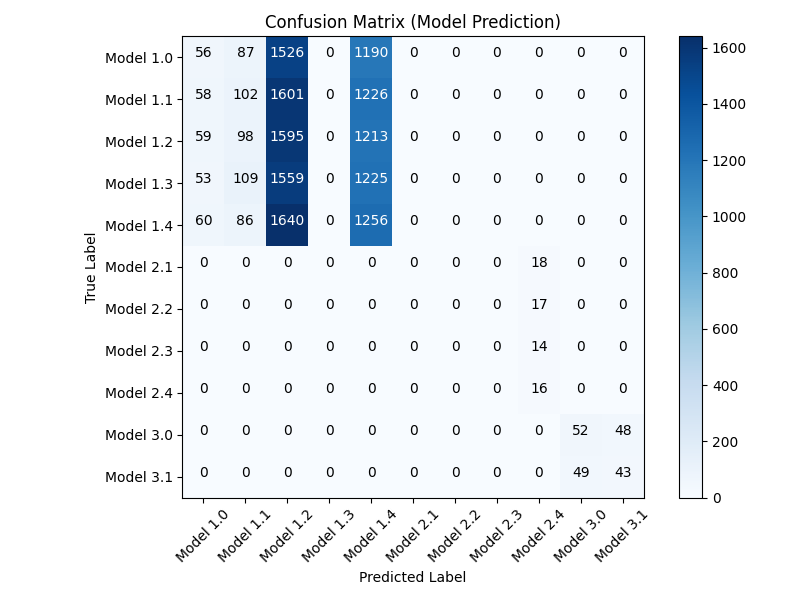 Confusion Matrix (Model Prediction)
Model 1.0 56 87 1526 0 1190 0 0 0 0 0 0
Model 1.1 58 102 1601 0 1226 0 0 0 0 0 0
Model 1.2 59 98 1595 0 1213 0 0 0 0 0 0
Model 1.3 53 109 1559 0 1225 0 0 0 0 0 0
Model 1.4 60 86 1640 0 1256 0 0 0 0 0 0
Model 2.1 0 0 0 0 0 0 0 0 18 0 0
Model 2.2 0 0 0 0 0 0 0 0 17 0 0
Model 2.3 0 0 0 0 0 0 0 0 14 0 0
Model 2.4 0 0 0 0 0 0 0 0 16 0 0
Model 3.0 0 0 0 0 0 0 0 0 0 52 48
Model 3.1 0 0 0 0 0 0 0 0 0 49 43
Model 1.0 Model 1.1 Model 1.2 Model 1.3 Model 1.4 Model 2.1 Model 2.2 Model 2.3 Model 2.4 Model 3.0 Model 3.1
Predicted Label
True Label
1600
1400
1200
1000
800
600
400
200
0